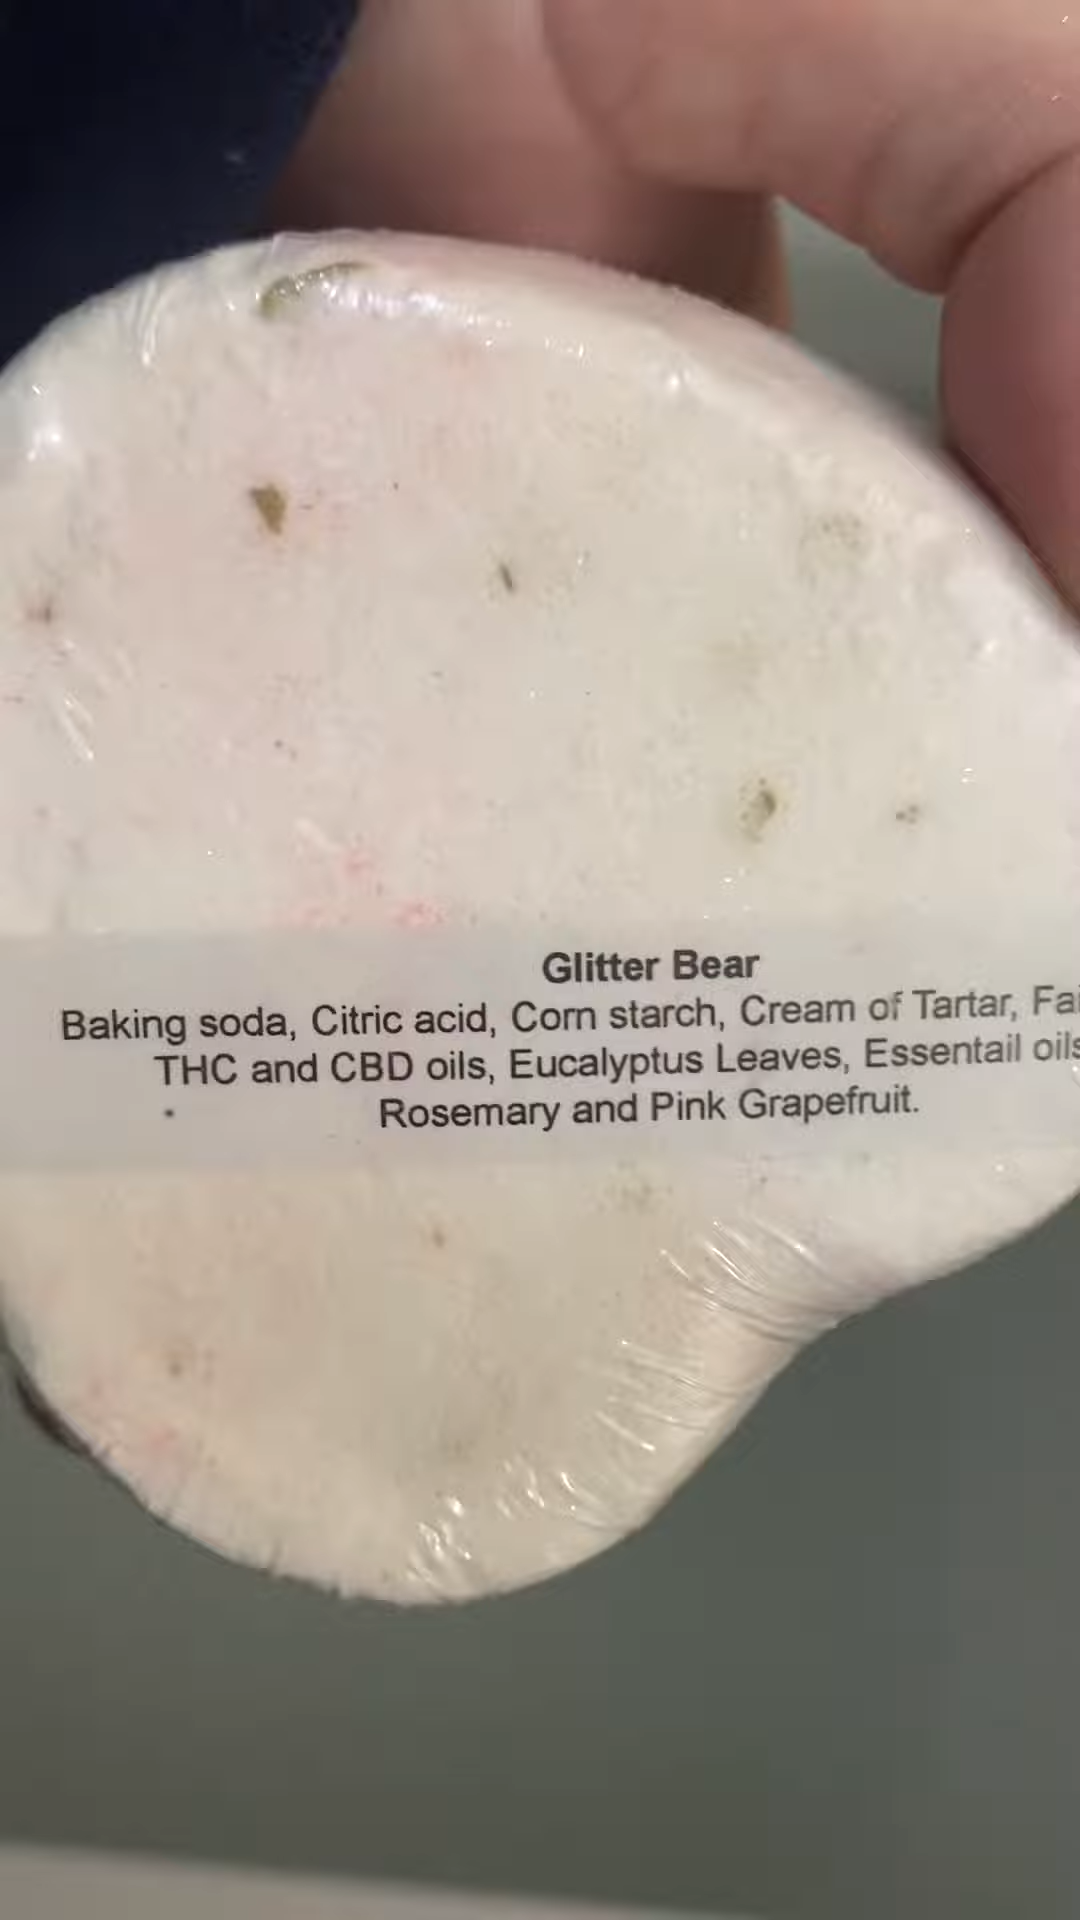 Glitter Bear
Baking soda, Citric acid, Corn starch, Cream of Tartar,
THC and CBD oils, Eucalyptus Leaves, Essentail oils
Rosemary and Pink Grapefruit.